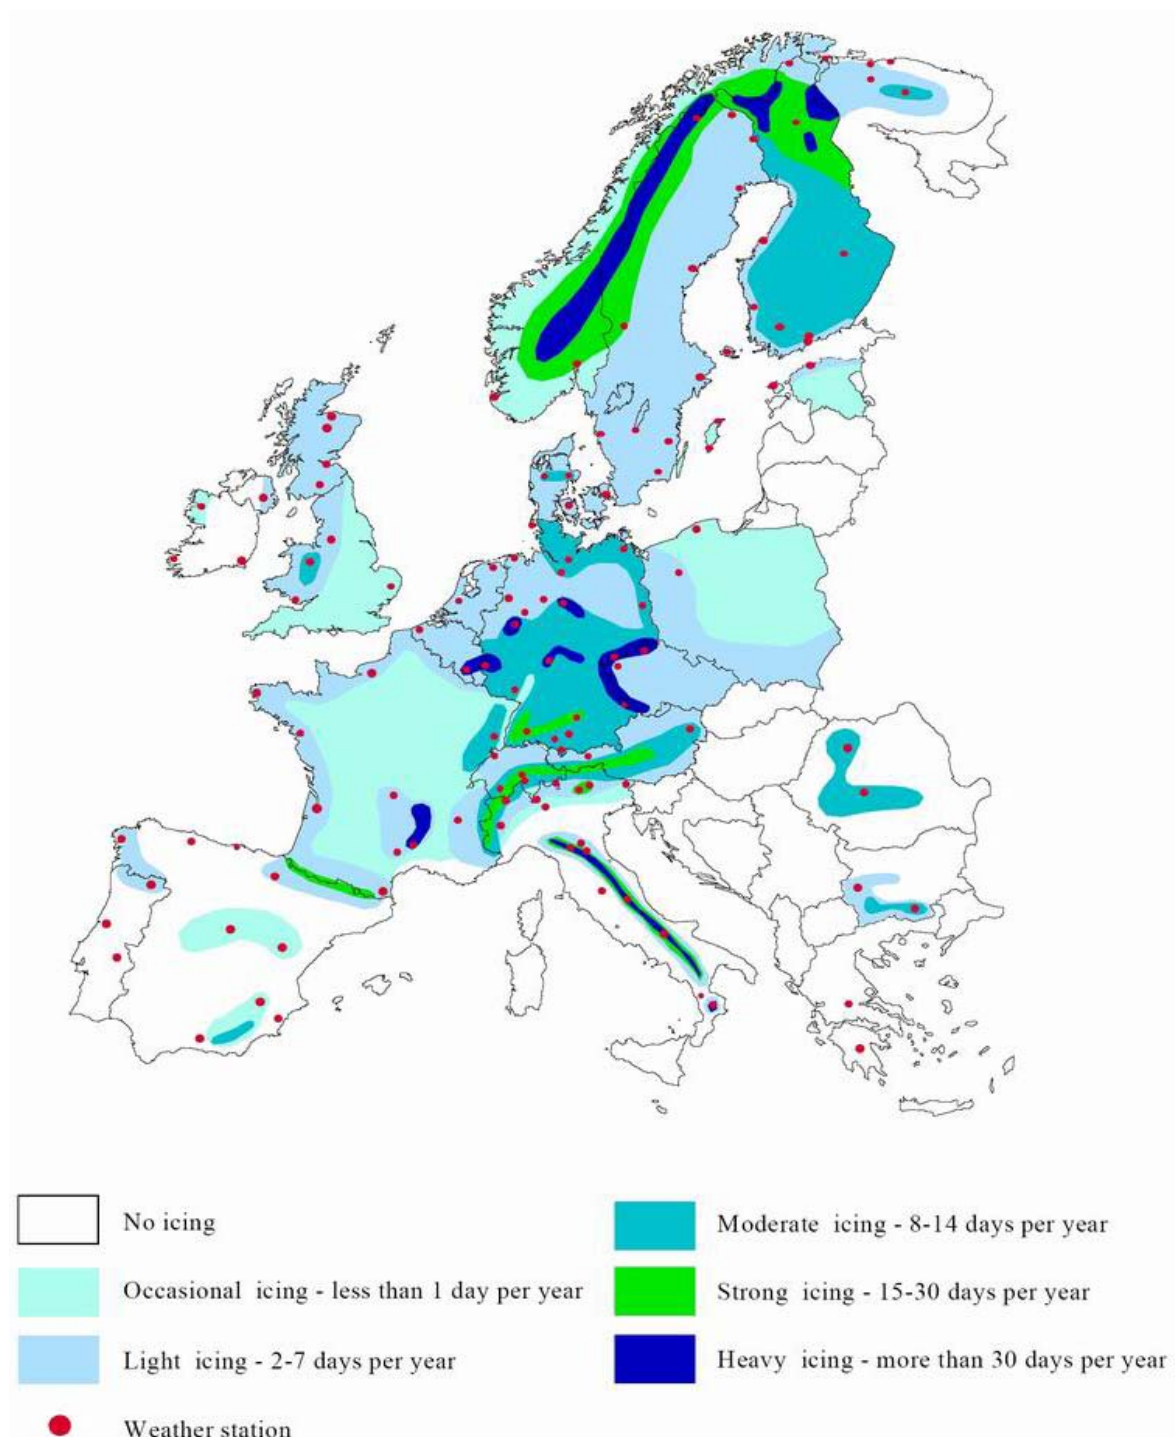 No icing
Occasional icing - less than 1 day per year
Light icing - 2-7 days per year
Weather station
Moderate icing - 8-14 days per year
Strong icing - 15-30 days per year
Heavy icing - more than 30 days per year